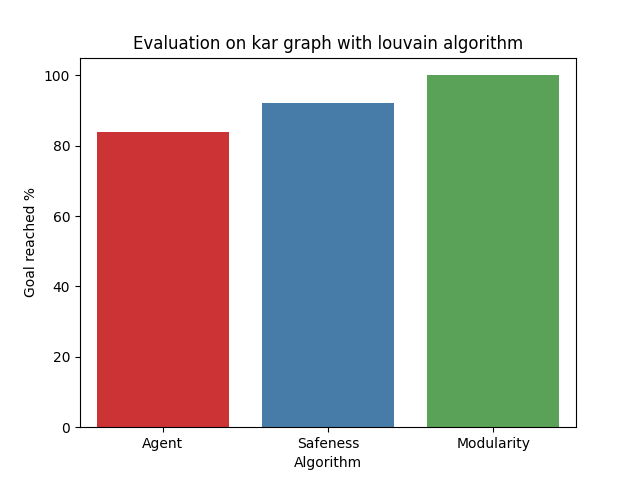 Evaluation on kar graph with louvain algorithm
100
80
60
40
20
0
Goal reached %
Agent
Safeness
Modularity
Algorithm